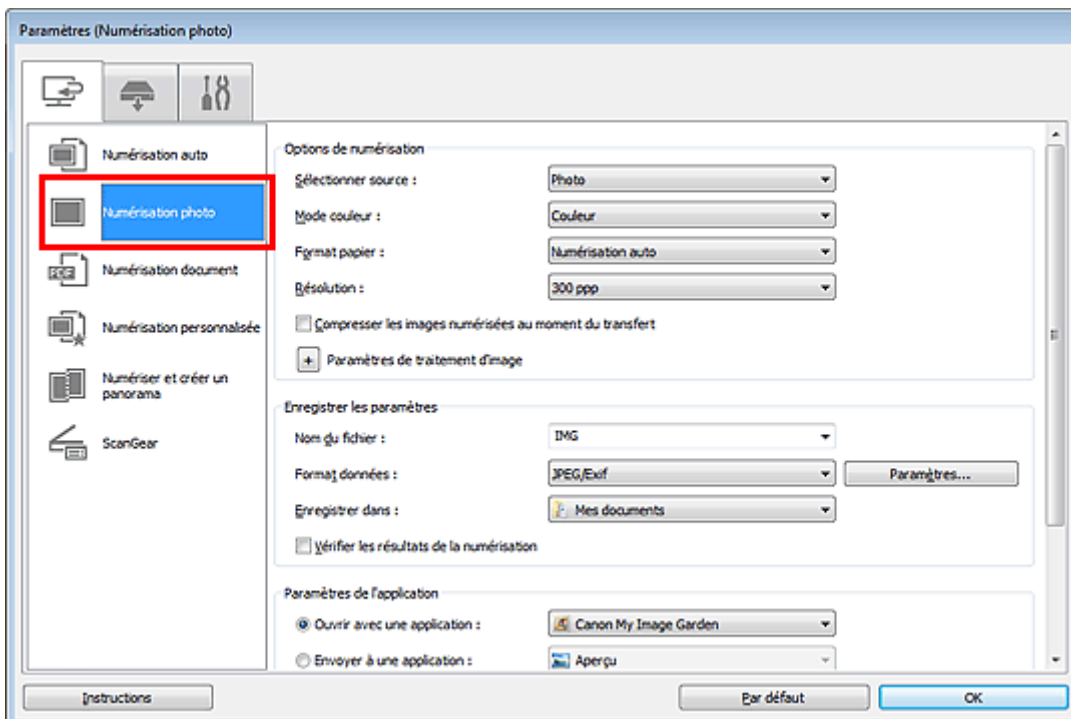 Paramètres (Numérisation photo)
Numérisation auto
Numérisation photo
Numérisation document
Numérisation personnalisée
Numériser et créer un
panorama
ScanGear
Options de numérisation
Sélectionner source : Photo
Mode couleur : Couleur
Format papier : Numérisation auto
Résolution : 300 ppp
Compresser les images numérisées au moment du transfert
+ Paramètres de traitement d'image
Enregistrer les paramètres
Nom du fichier : IMG
Format données : JPEG/Exif Paramètres...
Enregistrer dans : Mes documents
Vérifier les résultats de la numérisation
Paramètres de l'application
Ouvrir avec une application : Canon My Image Garden
Envoyer à une application : Aperçu
Instructions Par défaut OK